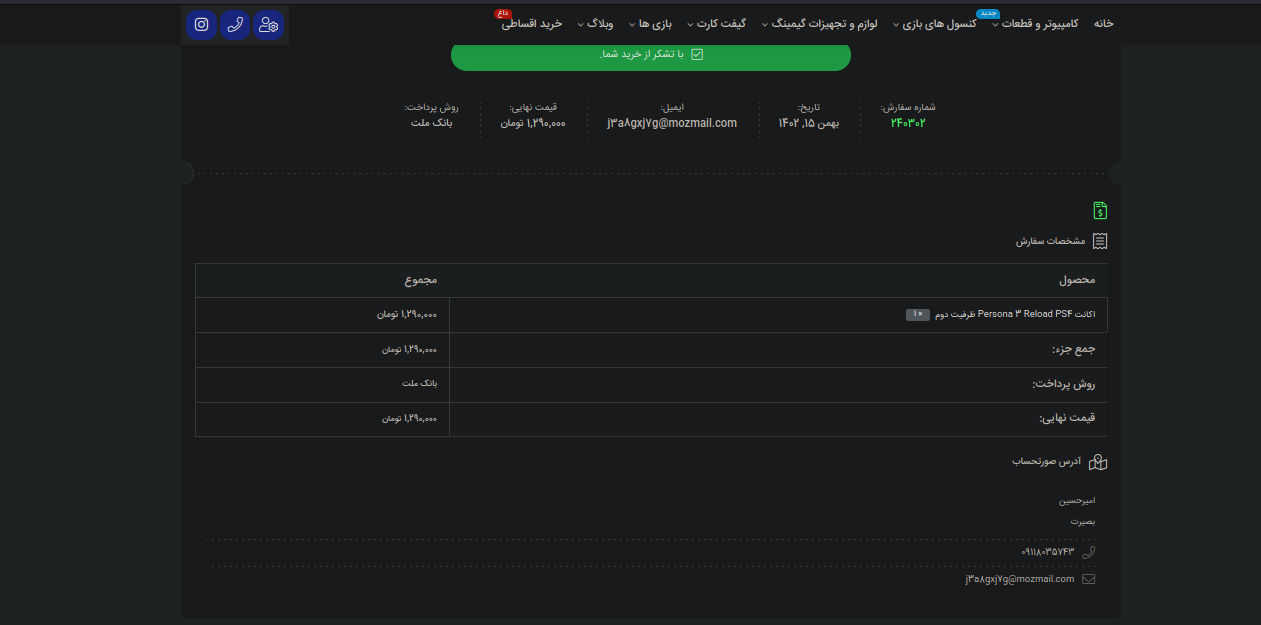 خانه کامپیوتر و قطعات جدید کنسول های بازی لوازم و تجهیزات گیمینگ گیفت کارت بازی ها وبلاگ خرید اقساطی داغ
با تشکر از خرید شما.
شماره سفارش: تاریخ: ایمیل: قیمت نهایی: روش پرداخت:
۲۴۰۳۰۲ بهمن ۱۵, ۱۴۰۲ j۳a۸gxj۷g@mozmail.com ۱,۲۹۰,۰۰۰ تومان بانک ملت
مشخصات سفارش
محصول مجموع
اکانت Persona ۳ Reload PS۴ ظرفیت دوم × ۱ ۱,۲۹۰,۰۰۰ تومان
جمع جزء: ۱,۲۹۰,۰۰۰ تومان
روش پرداخت: بانک ملت
قیمت نهایی: ۱,۲۹۰,۰۰۰ تومان
آدرس صورتحساب
امیرحسین
بصیرت
۰۹۱۱۸۰۳۵۷۴۳
j۳a۸gxj۷g@mozmail.com